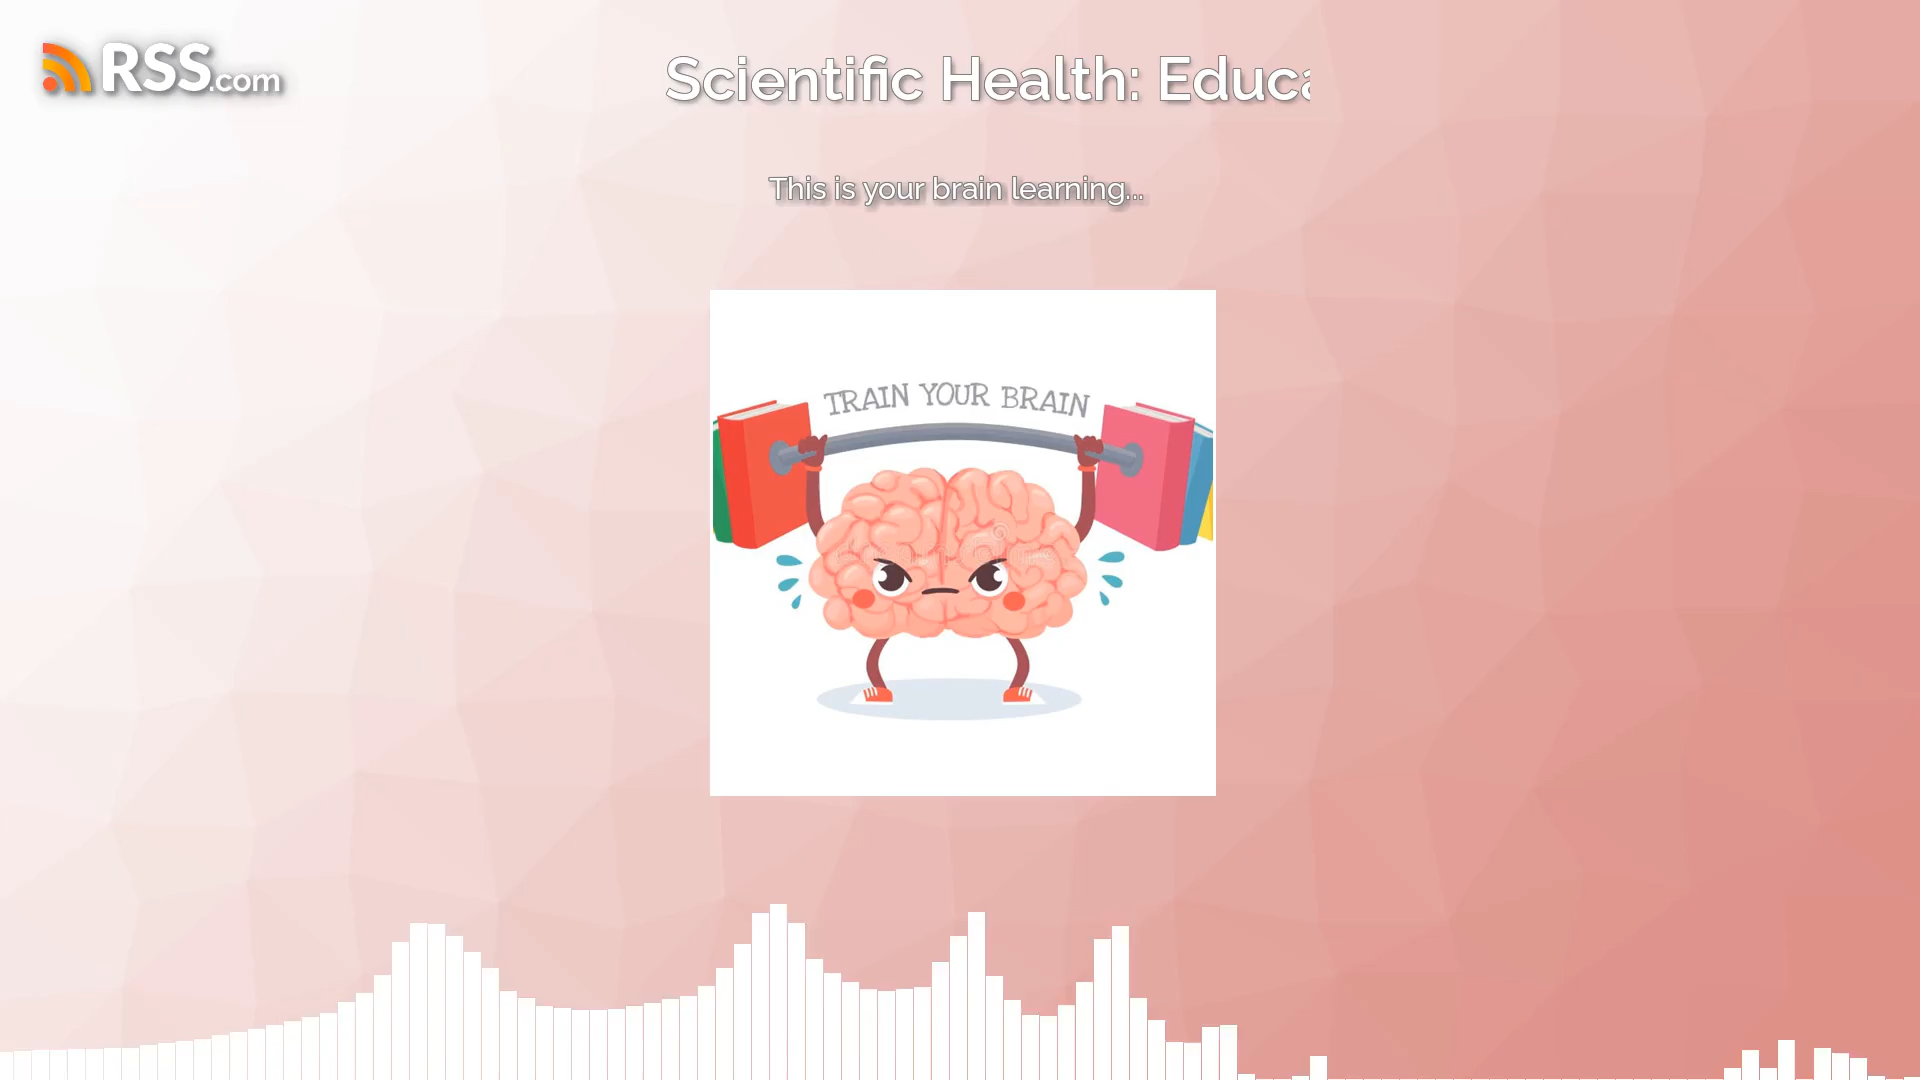 RSS.com
Scientific Health: Educa
This is your brain learning...
TRAIN YOUR BRAIN